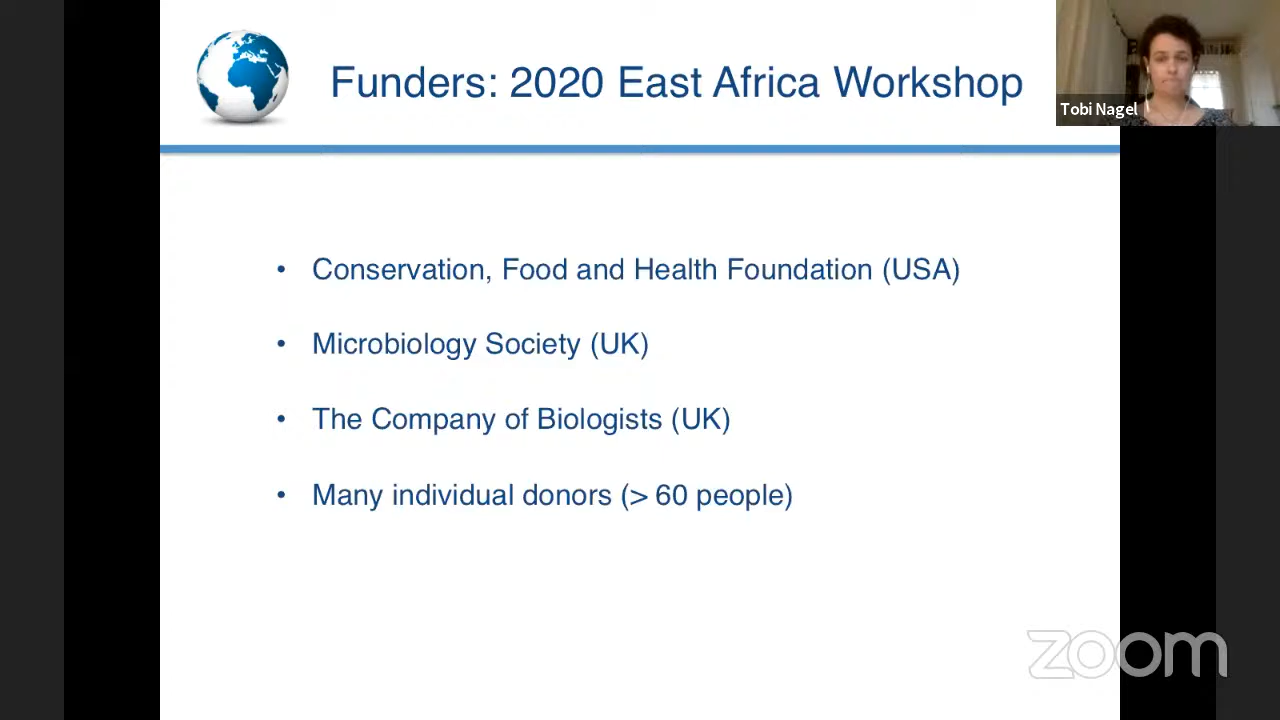 Funders: 2020 East Africa Workshop
Tobi Nagel
• Conservation, Food and Health Foundation (USA)
• Microbiology Society (UK)
• The Company of Biologists (UK)
• Many individual donors (> 60 people)
zoom